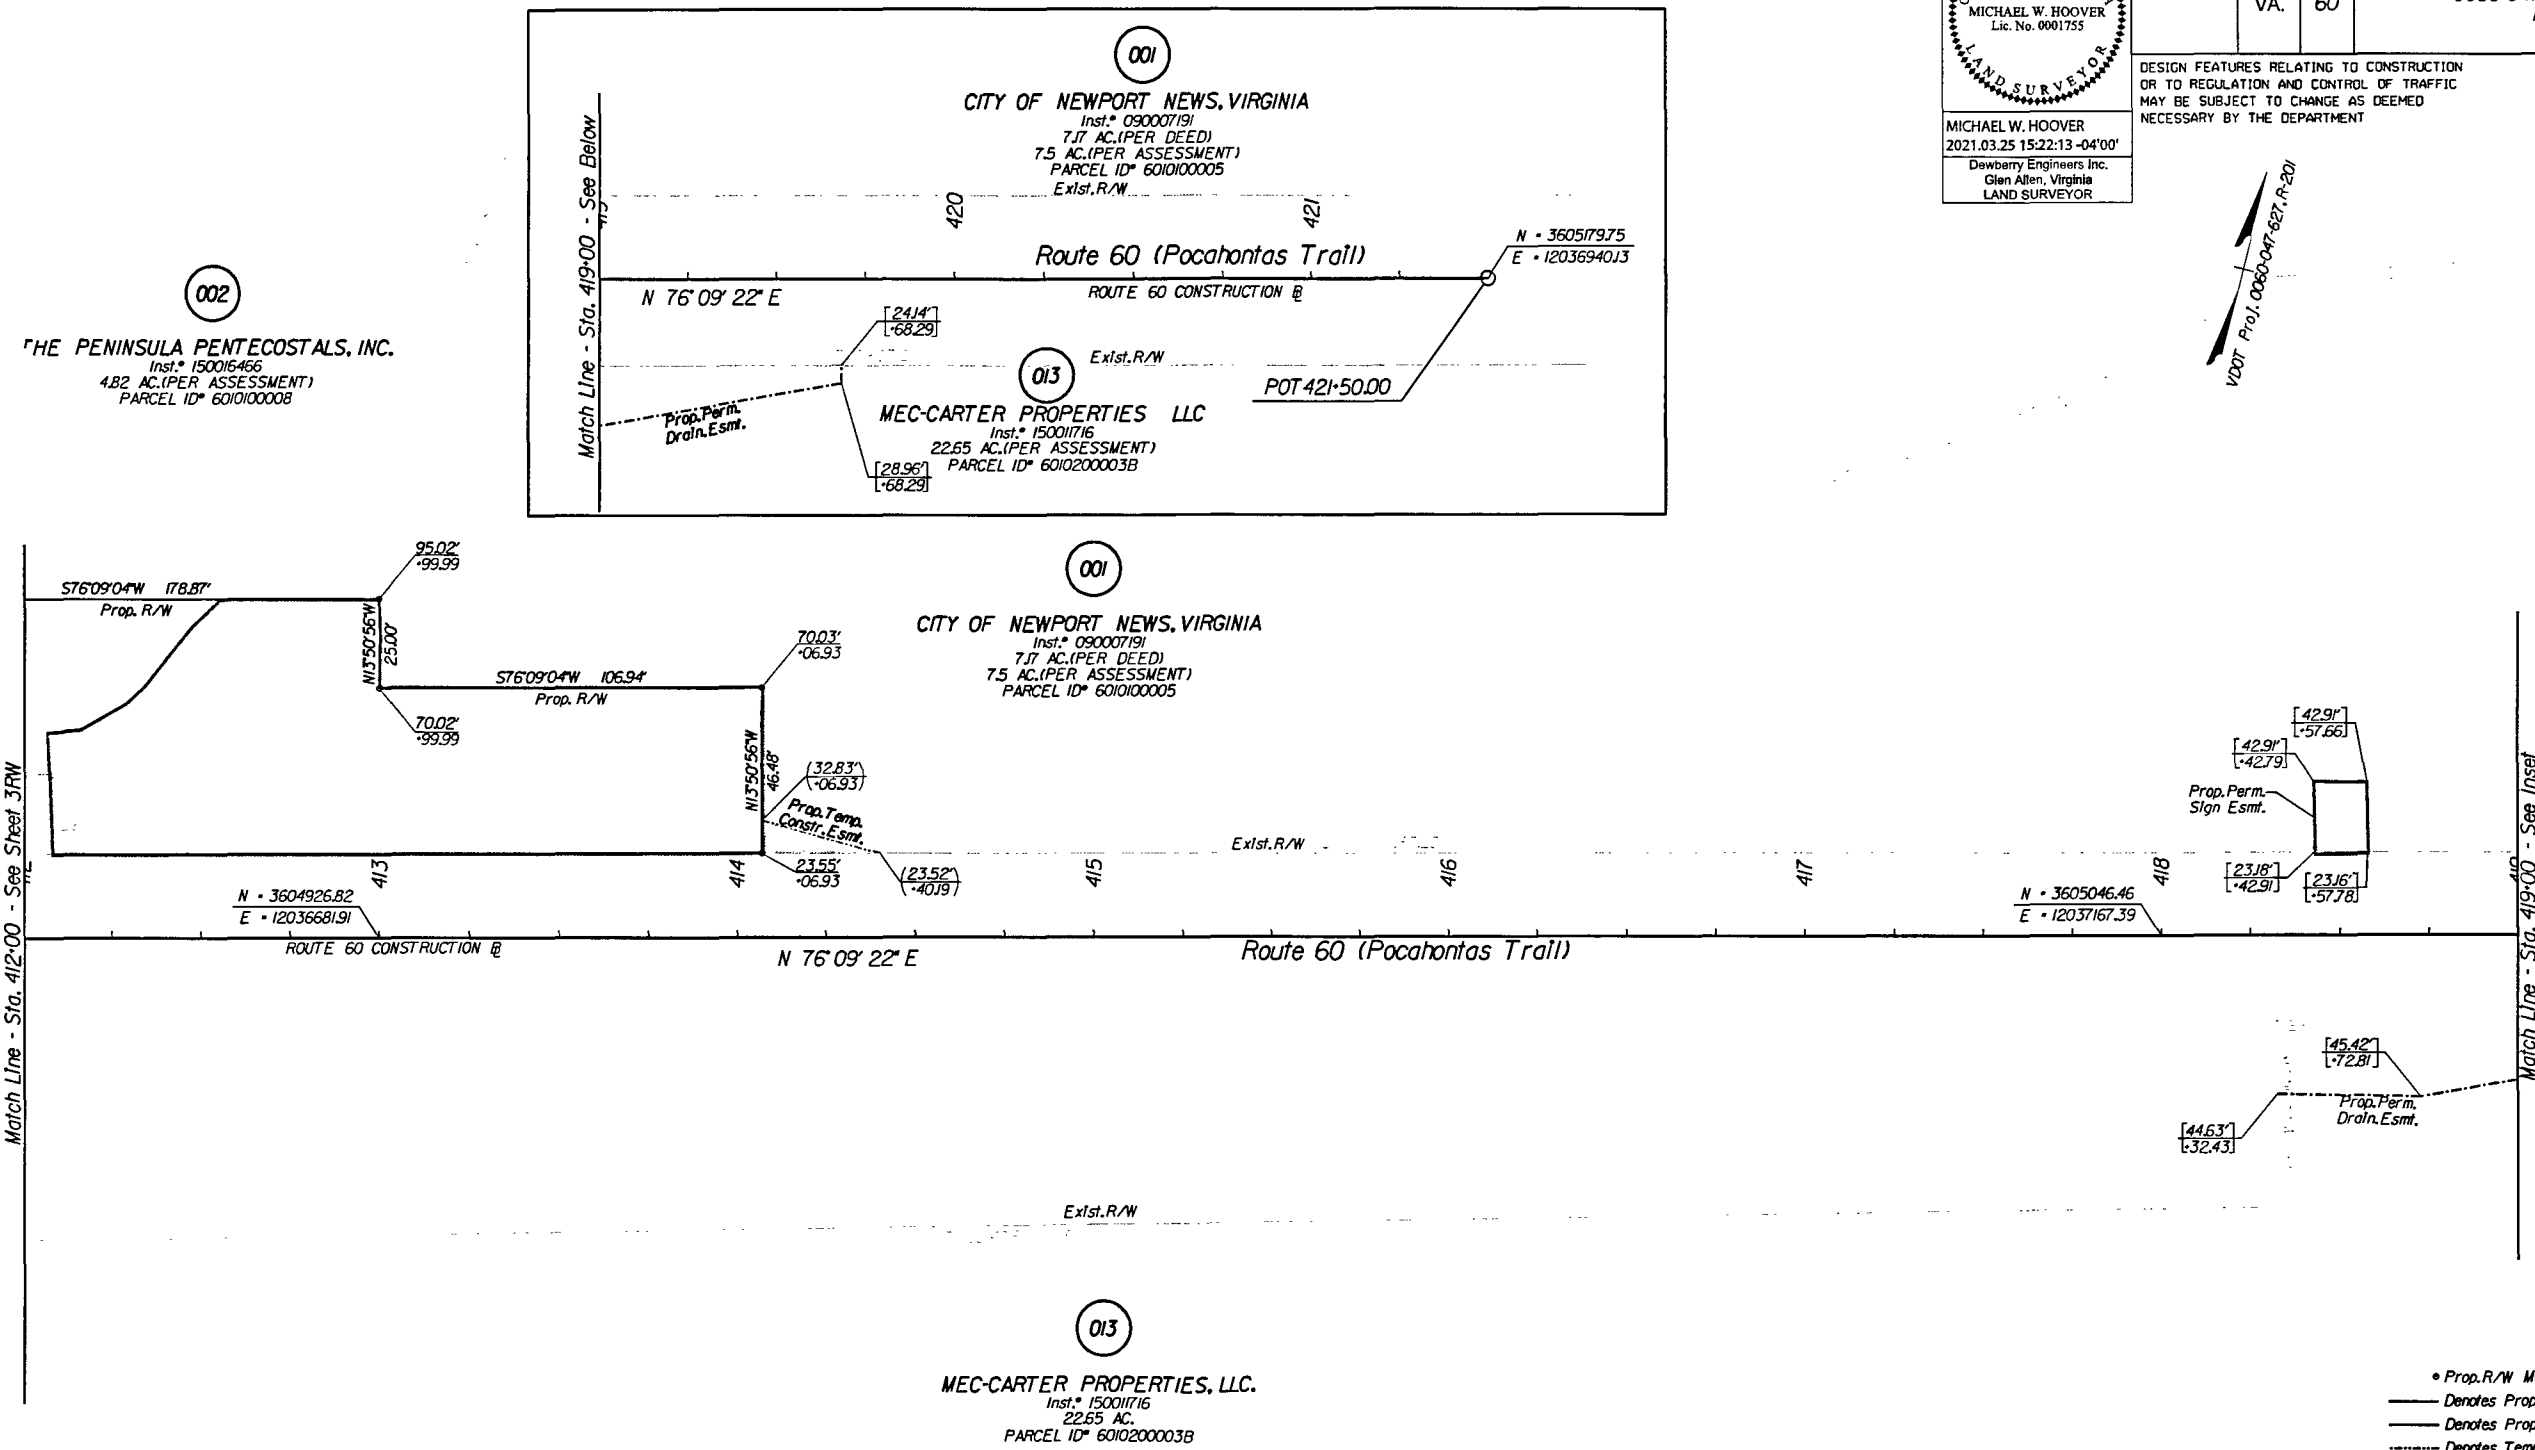 001
CITY OF NEWPORT NEWS, VIRGINIA
Inst.# 090007191
7.17 AC.(PER DEED)
7.5 AC.(PER ASSESSMENT)
PARCEL ID# 6010100005
Exist.R/W
Match Line - Sta. 419+00 - See Below
420
421
Route 60 (Pocahontas Trail)
N = 3605179.75
E = 12036940.13
N 76°09'22" E
ROUTE 60 CONSTRUCTION
[24.14']
[+68.29]
Exist.R/W
013
POT 421+50.00
Prop.Perm.
Drain.Esmt.
MEC-CARTER PROPERTIES LLC
Inst.# 150011716
22.65 AC.(PER ASSESSMENT)
PARCEL ID# 6010200003B
[28.96']
[+68.29]
MICHAEL W. HOOVER
Lic. No. 0001755
LAND SURVEYOR
VA.
60
DESIGN FEATURES RELATING TO CONSTRUCTION
OR TO REGULATION AND CONTROL OF TRAFFIC
MAY BE SUBJECT TO CHANGE AS DEEMED
NECESSARY BY THE DEPARTMENT
MICHAEL W. HOOVER
2021.03.25 15:22:13 -04'00'
Dewberry Engineers Inc.
Glen Allen, Virginia
LAND SURVEYOR
VDOT Proj. 0060-047-627, R-201
002
THE PENINSULA PENTECOSTALS, INC.
Inst.# 150016466
4.82 AC.(PER ASSESSMENT)
PARCEL ID# 6010100008
95.02'
+99.99
S76°09'04"W 178.87'
Prop. R/W
N13°50'56"W
25.00'
70.02'
+99.99
S76°09'04"W 106.94'
Prop. R/W
70.03'
+06.93
N13°50'56"W
46.48'
(32.83')
(+06.93)
Prop.Temp.
Constr.Esmt.
23.55'
+06.93
(23.52')
(+40.19)
001
CITY OF NEWPORT NEWS, VIRGINIA
Inst.# 090007191
7.17 AC.(PER DEED)
7.5 AC.(PER ASSESSMENT)
PARCEL ID# 6010100005
Exist.R/W
[42.91']
[+57.66]
[42.91']
[+42.79]
Prop.Perm.
Sign Esmt.
[23.18']
[+42.91]
[23.16']
[+57.78]
Match Line - Sta. 412+00 - See Sheet 3RW
413
414
415
416
417
418
Match Line - Sta. 419+00 - See Inset
N = 3604926.82
E = 12036681.91
N = 3605046.46
E = 12037167.39
ROUTE 60 CONSTRUCTION
N 76°09'22" E
Route 60 (Pocahontas Trail)
[45.42']
[+72.81]
Prop.Perm.
Drain.Esmt.
[44.63']
[+32.43]
Exist.R/W
013
MEC-CARTER PROPERTIES, LLC.
Inst.# 150011716
22.65 AC.
PARCEL ID# 6010200003B
Prop.R/W
Denotes
Denotes
Denotes